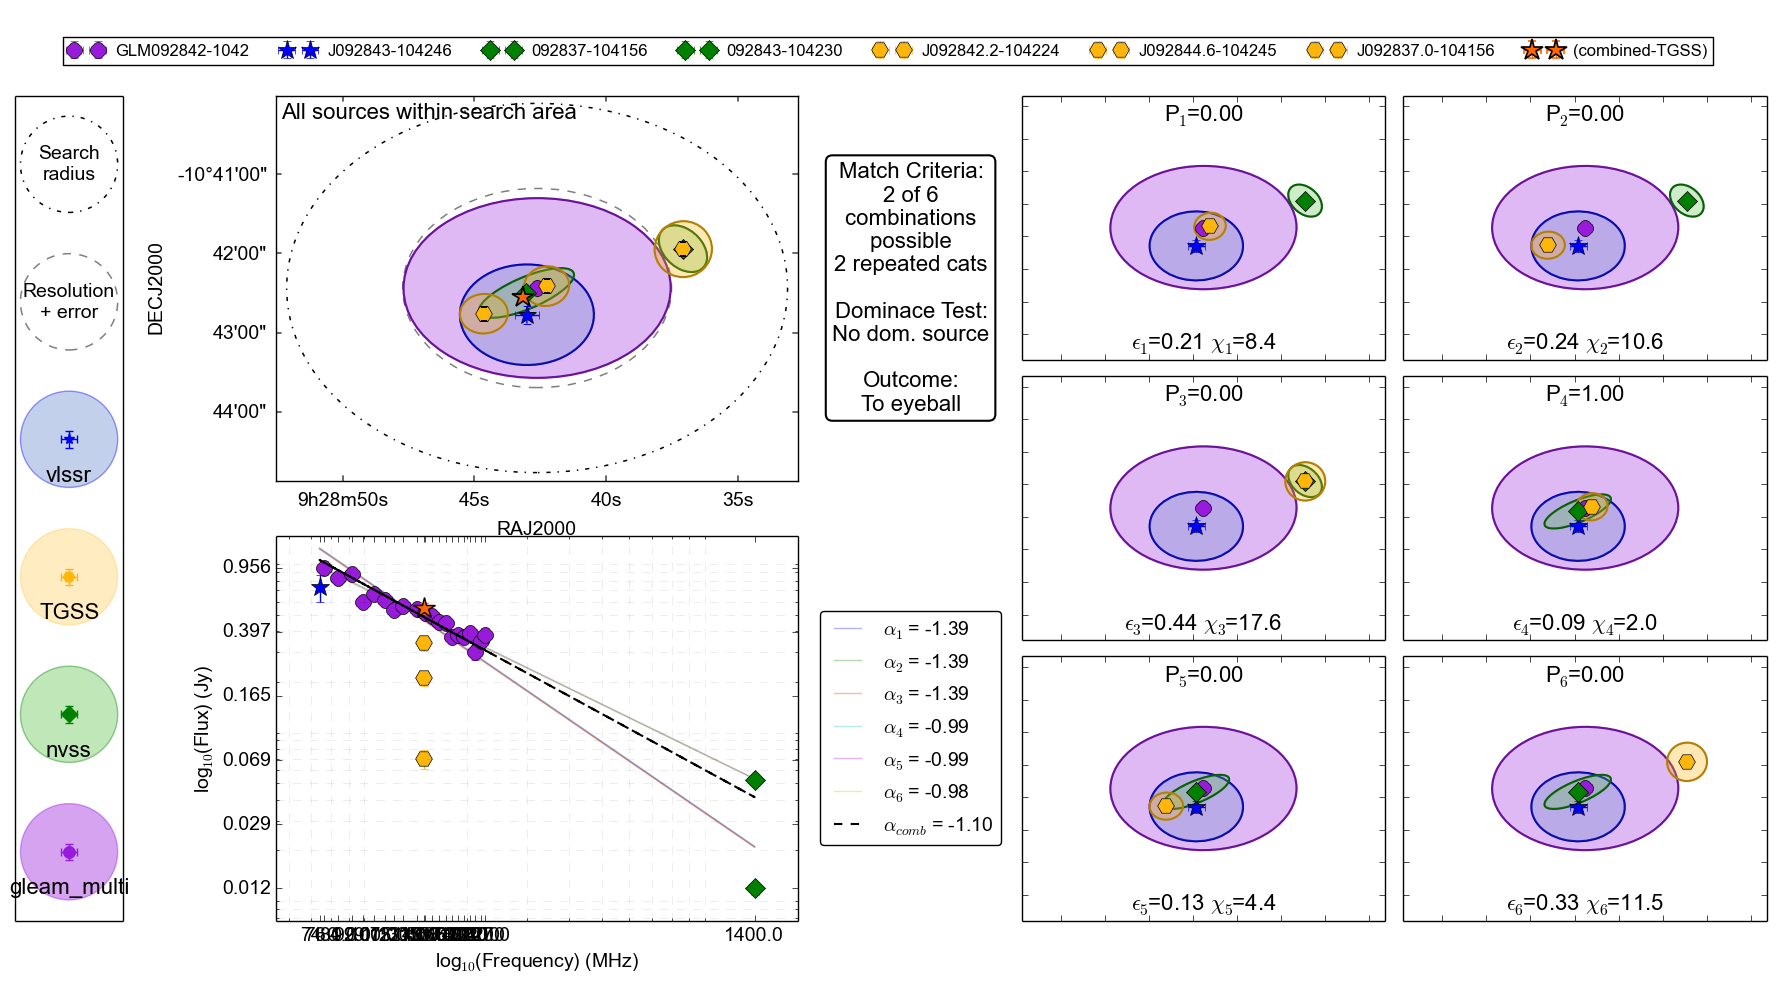 GLM092842-1042 J092843-104246 092837-104156 092843-104230 J092842.2-104224 J092844.6-104245 J092837.0-104156 (combined-TGSS)
Search
radius
Resolution
+ error
vlssr
TGSS
nvss
gleam_multi
All sources within search area
DECJ2000
-10°41'00"
42'00"
43'00"
44'00"
9h28m50s 45s 40s 35s
RAJ2000
log10(Flux) (Jy)
0.956
0.397
0.165
0.069
0.029
0.012
1400.0
log10(Frequency) (MHz)
Match Criteria:
2 of 6
combinations
possible
2 repeated cats
Dominace Test:
No dom. source
Outcome:
To eyeball
α1 = -1.39
α2 = -1.39
α3 = -1.39
α4 = -0.99
α5 = -0.99
α6 = -0.98
αcomb = -1.10
P1=0.00
ϵ1=0.21 χ1=8.4
P2=0.00
ϵ2=0.24 χ2=10.6
P3=0.00
ϵ3=0.44 χ3=17.6
P4=1.00
ϵ4=0.09 χ4=2.0
P5=0.00
ϵ5=0.13 χ5=4.4
P6=0.00
ϵ6=0.33 χ6=11.5